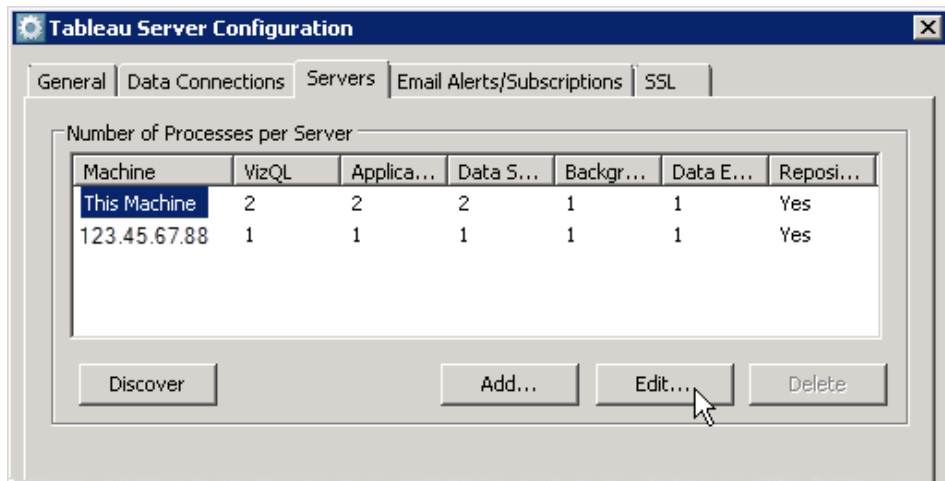 Tableau Server Configuration
General Data Connections Servers Email Alerts/Subscriptions SSL
Number of Processes per Server
Machine VizQL Applica... Data S... Backgr... Data E... Reposi...
This Machine 2 2 2 1 1 Yes
123.45.67.88 1 1 1 1 1 Yes
Discover Add... Edit... Delete